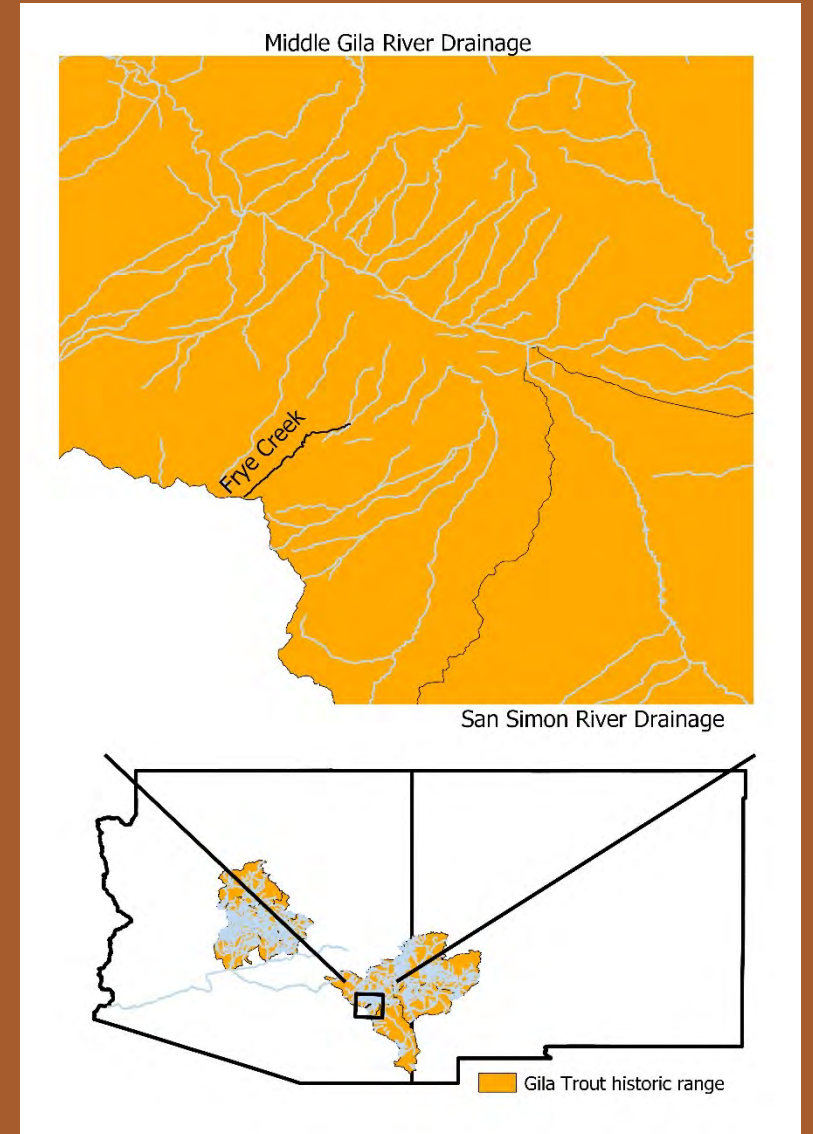 Middle Gila River Drainage
Frye Creek
San Simon River Drainage
Gila Trout historic range